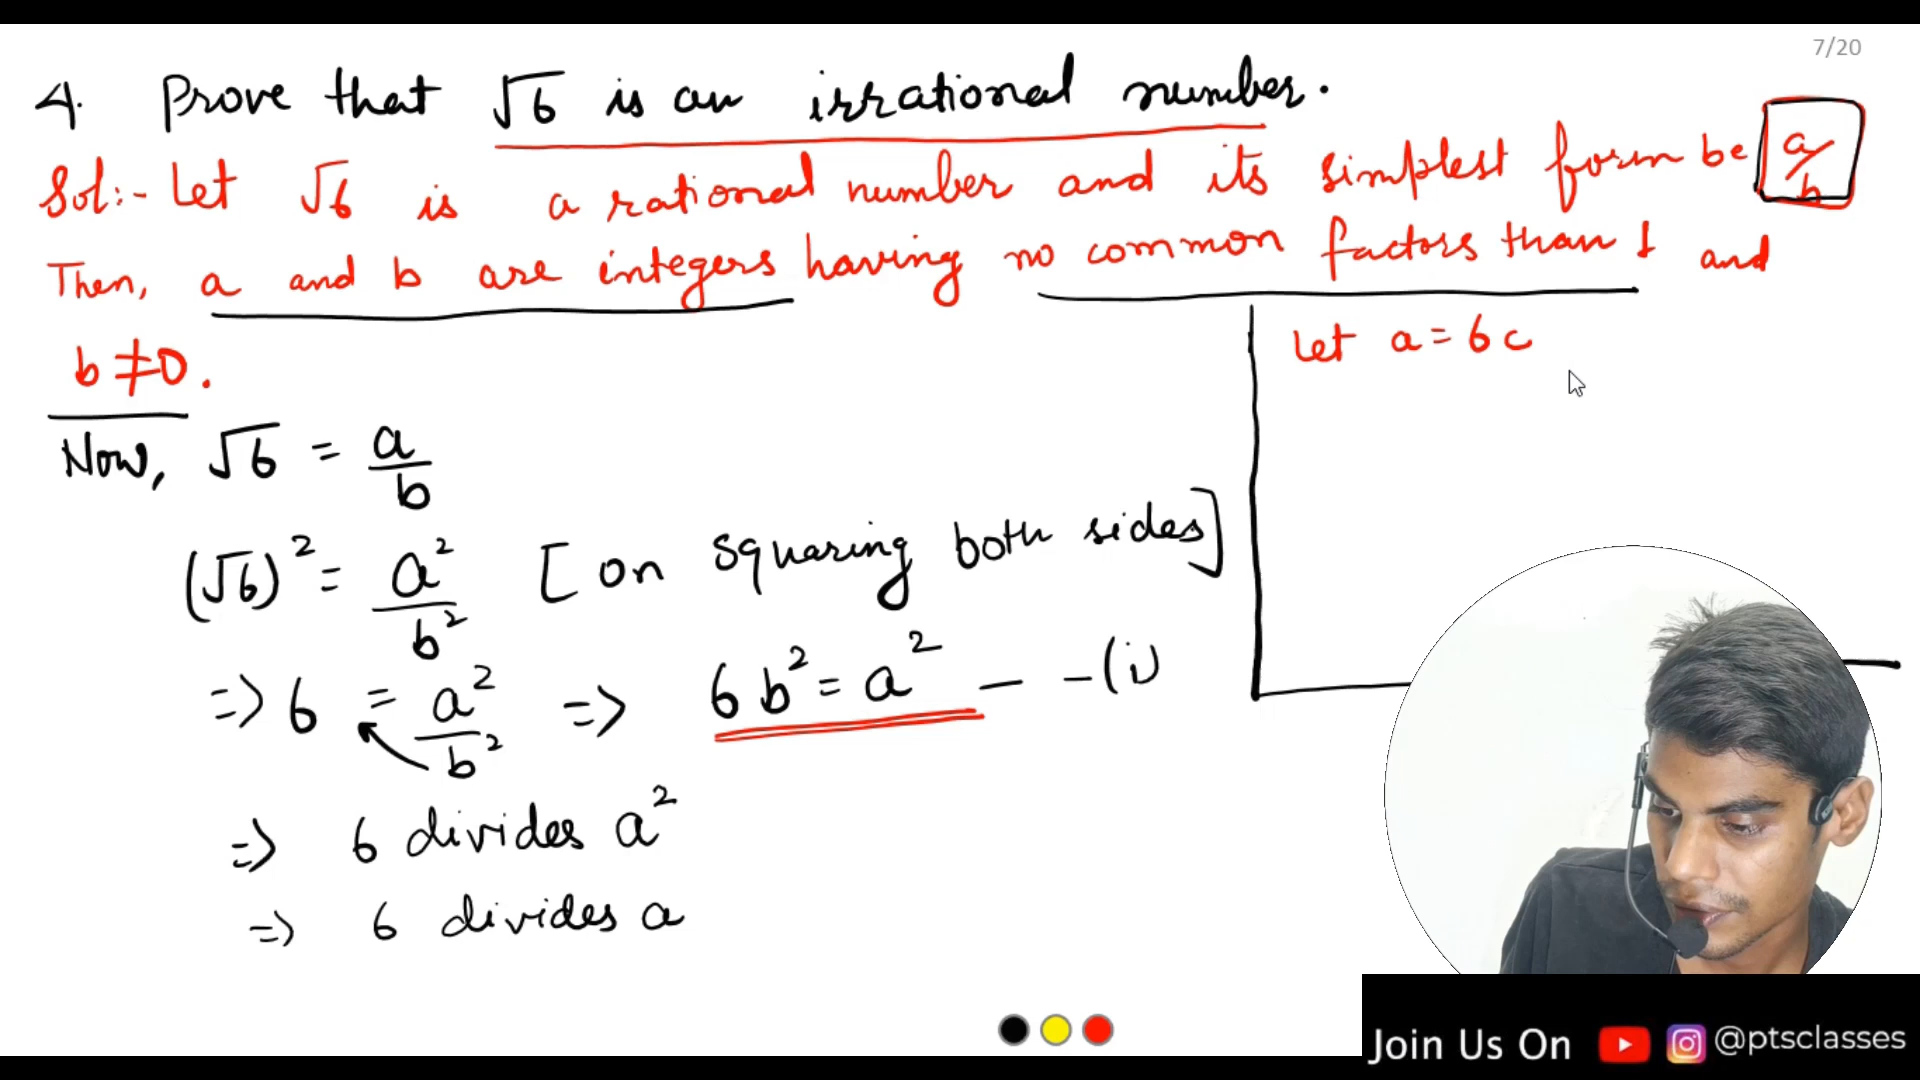 7/20
4. Prove that √6 is an irrational number.
Sol:- Let √6 is a rational number and its simplest form be a/b
Then, a and b are integers having no common factors than 1 and
b ≠ 0.
Now, √6 = a/b
(√6)² = a²/b² [on squaring both sides]
=> 6 = a²/b² => 6b² = a² - - (i)
=> 6 divides a²
=> 6 divides a
Let a = 6c
Join Us On @ptsclasses